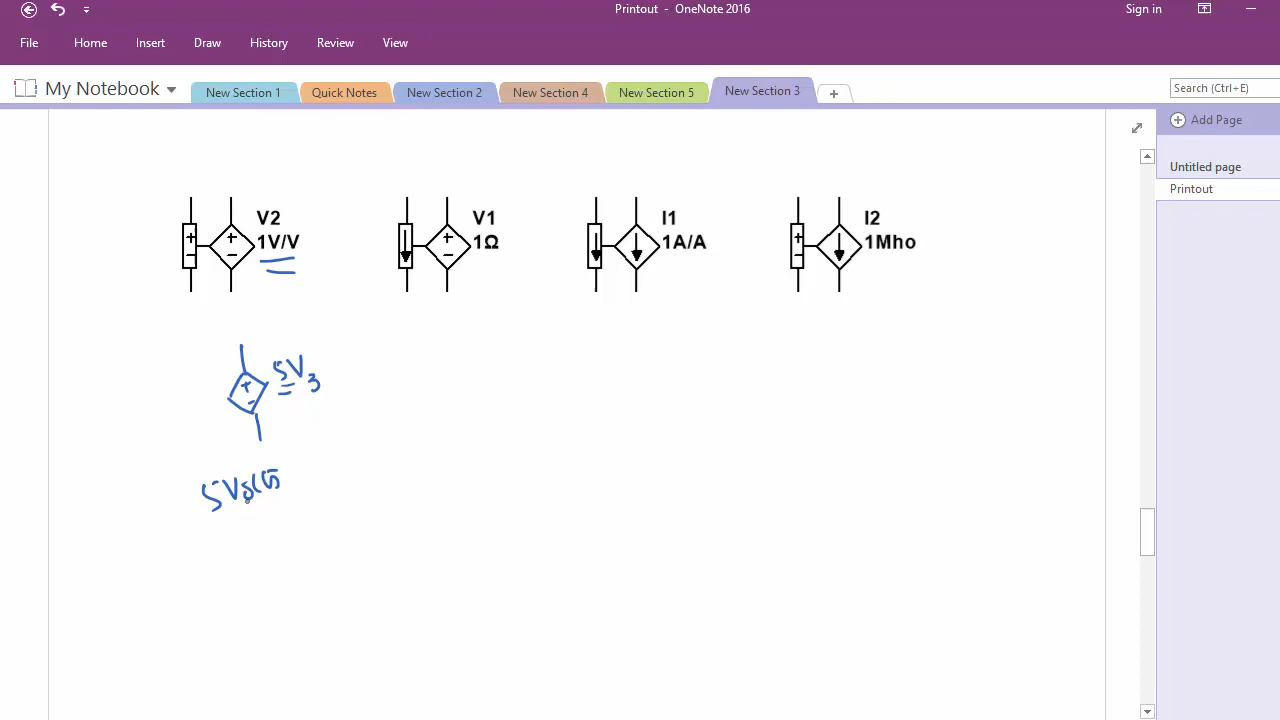 Printout - OneNote 2016
Sign in
File Home Insert Draw History Review View
My Notebook
New Section 1 Quick Notes New Section 2 New Section 4 New Section 5 New Section 3 +
Search (Ctrl+E)
Add Page
Untitled page
Printout
V2
1V/V
V1
1Ω
I1
1A/A
I2
1Mho
5V3